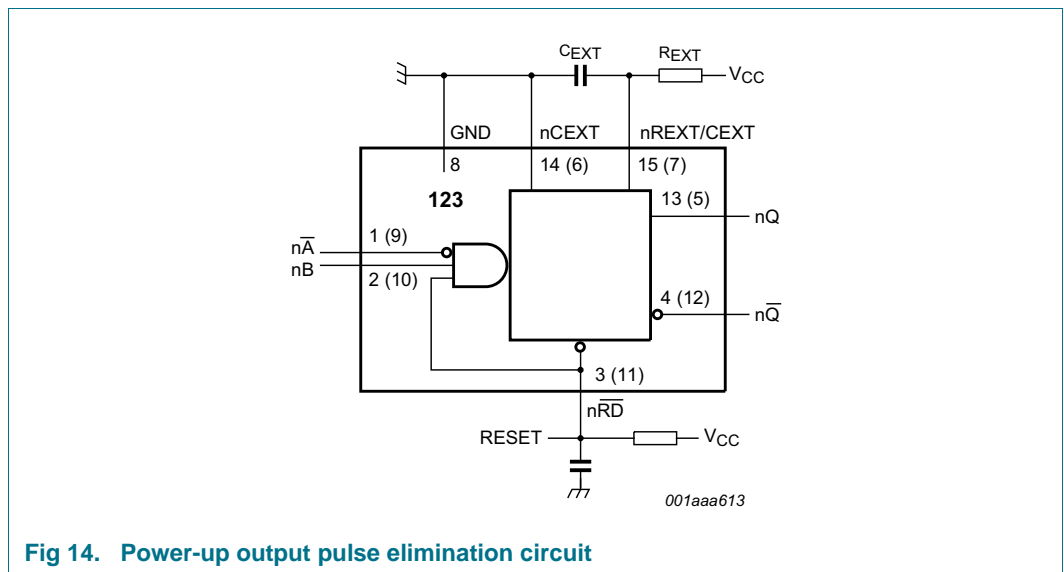 CEXT
REXT
VCC
GND
nCEXT
nREXT/CEXT
8
14 (6)
15 (7)
123
13 (5)
nQ
1 (9)
nA̅
nB
2 (10)
4 (12)
nQ̅
3 (11)
nR̅D̅
RESET
VCC
001aaa613
Fig 14. Power-up output pulse elimination circuit